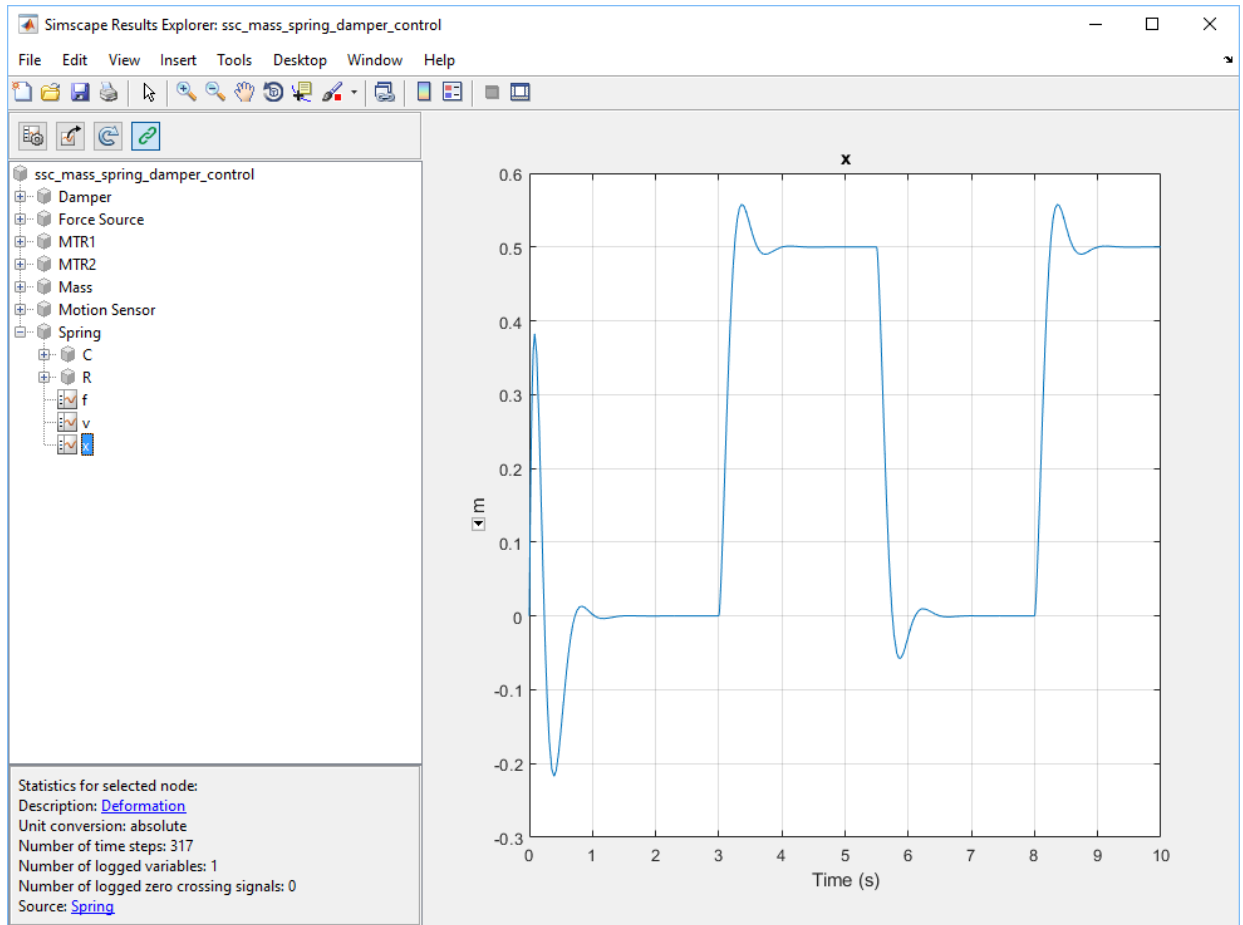 Simscape Results Explorer: ssc_mass_spring_damper_control
File Edit View Insert Tools Desktop Window Help
ssc_mass_spring_damper_control
Damper
Force Source
MTR1
MTR2
Mass
Motion Sensor
Spring
C
R
f
v
x
Statistics for selected node:
Description: Deformation
Unit conversion: absolute
Number of time steps: 317
Number of logged variables: 1
Number of logged zero crossing signals: 0
Source: Spring
x
0.6
0.5
0.4
0.3
0.2
0.1
0
-0.1
-0.2
-0.3
m
0 1 2 3 4 5 6 7 8 9 10
Time (s)